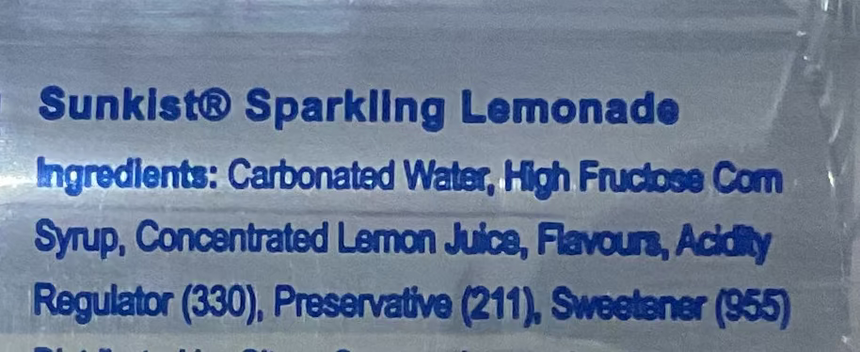 Sunkist® Sparkling Lemonade
Ingredients: Carbonated Water, High Fructose Corn
Syrup, Concentrated Lemon Juice, Flavours, Acidity
Regulator (330), Preservative (211), Sweetener (955)